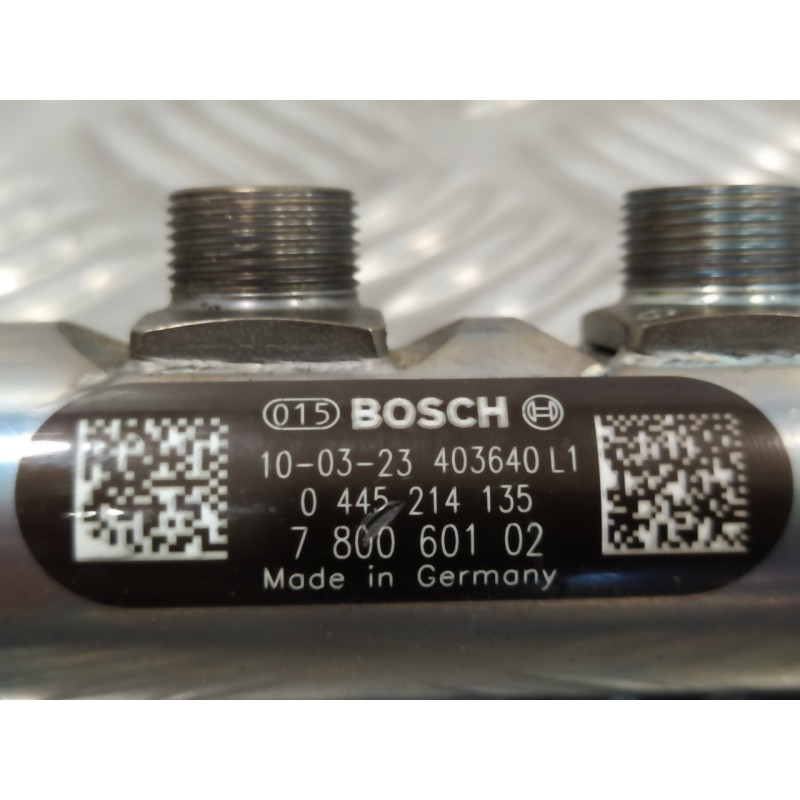 015 BOSCH
10-03-23 403640 L1
0 445 214 135
7 800 601 02
Made in Germany